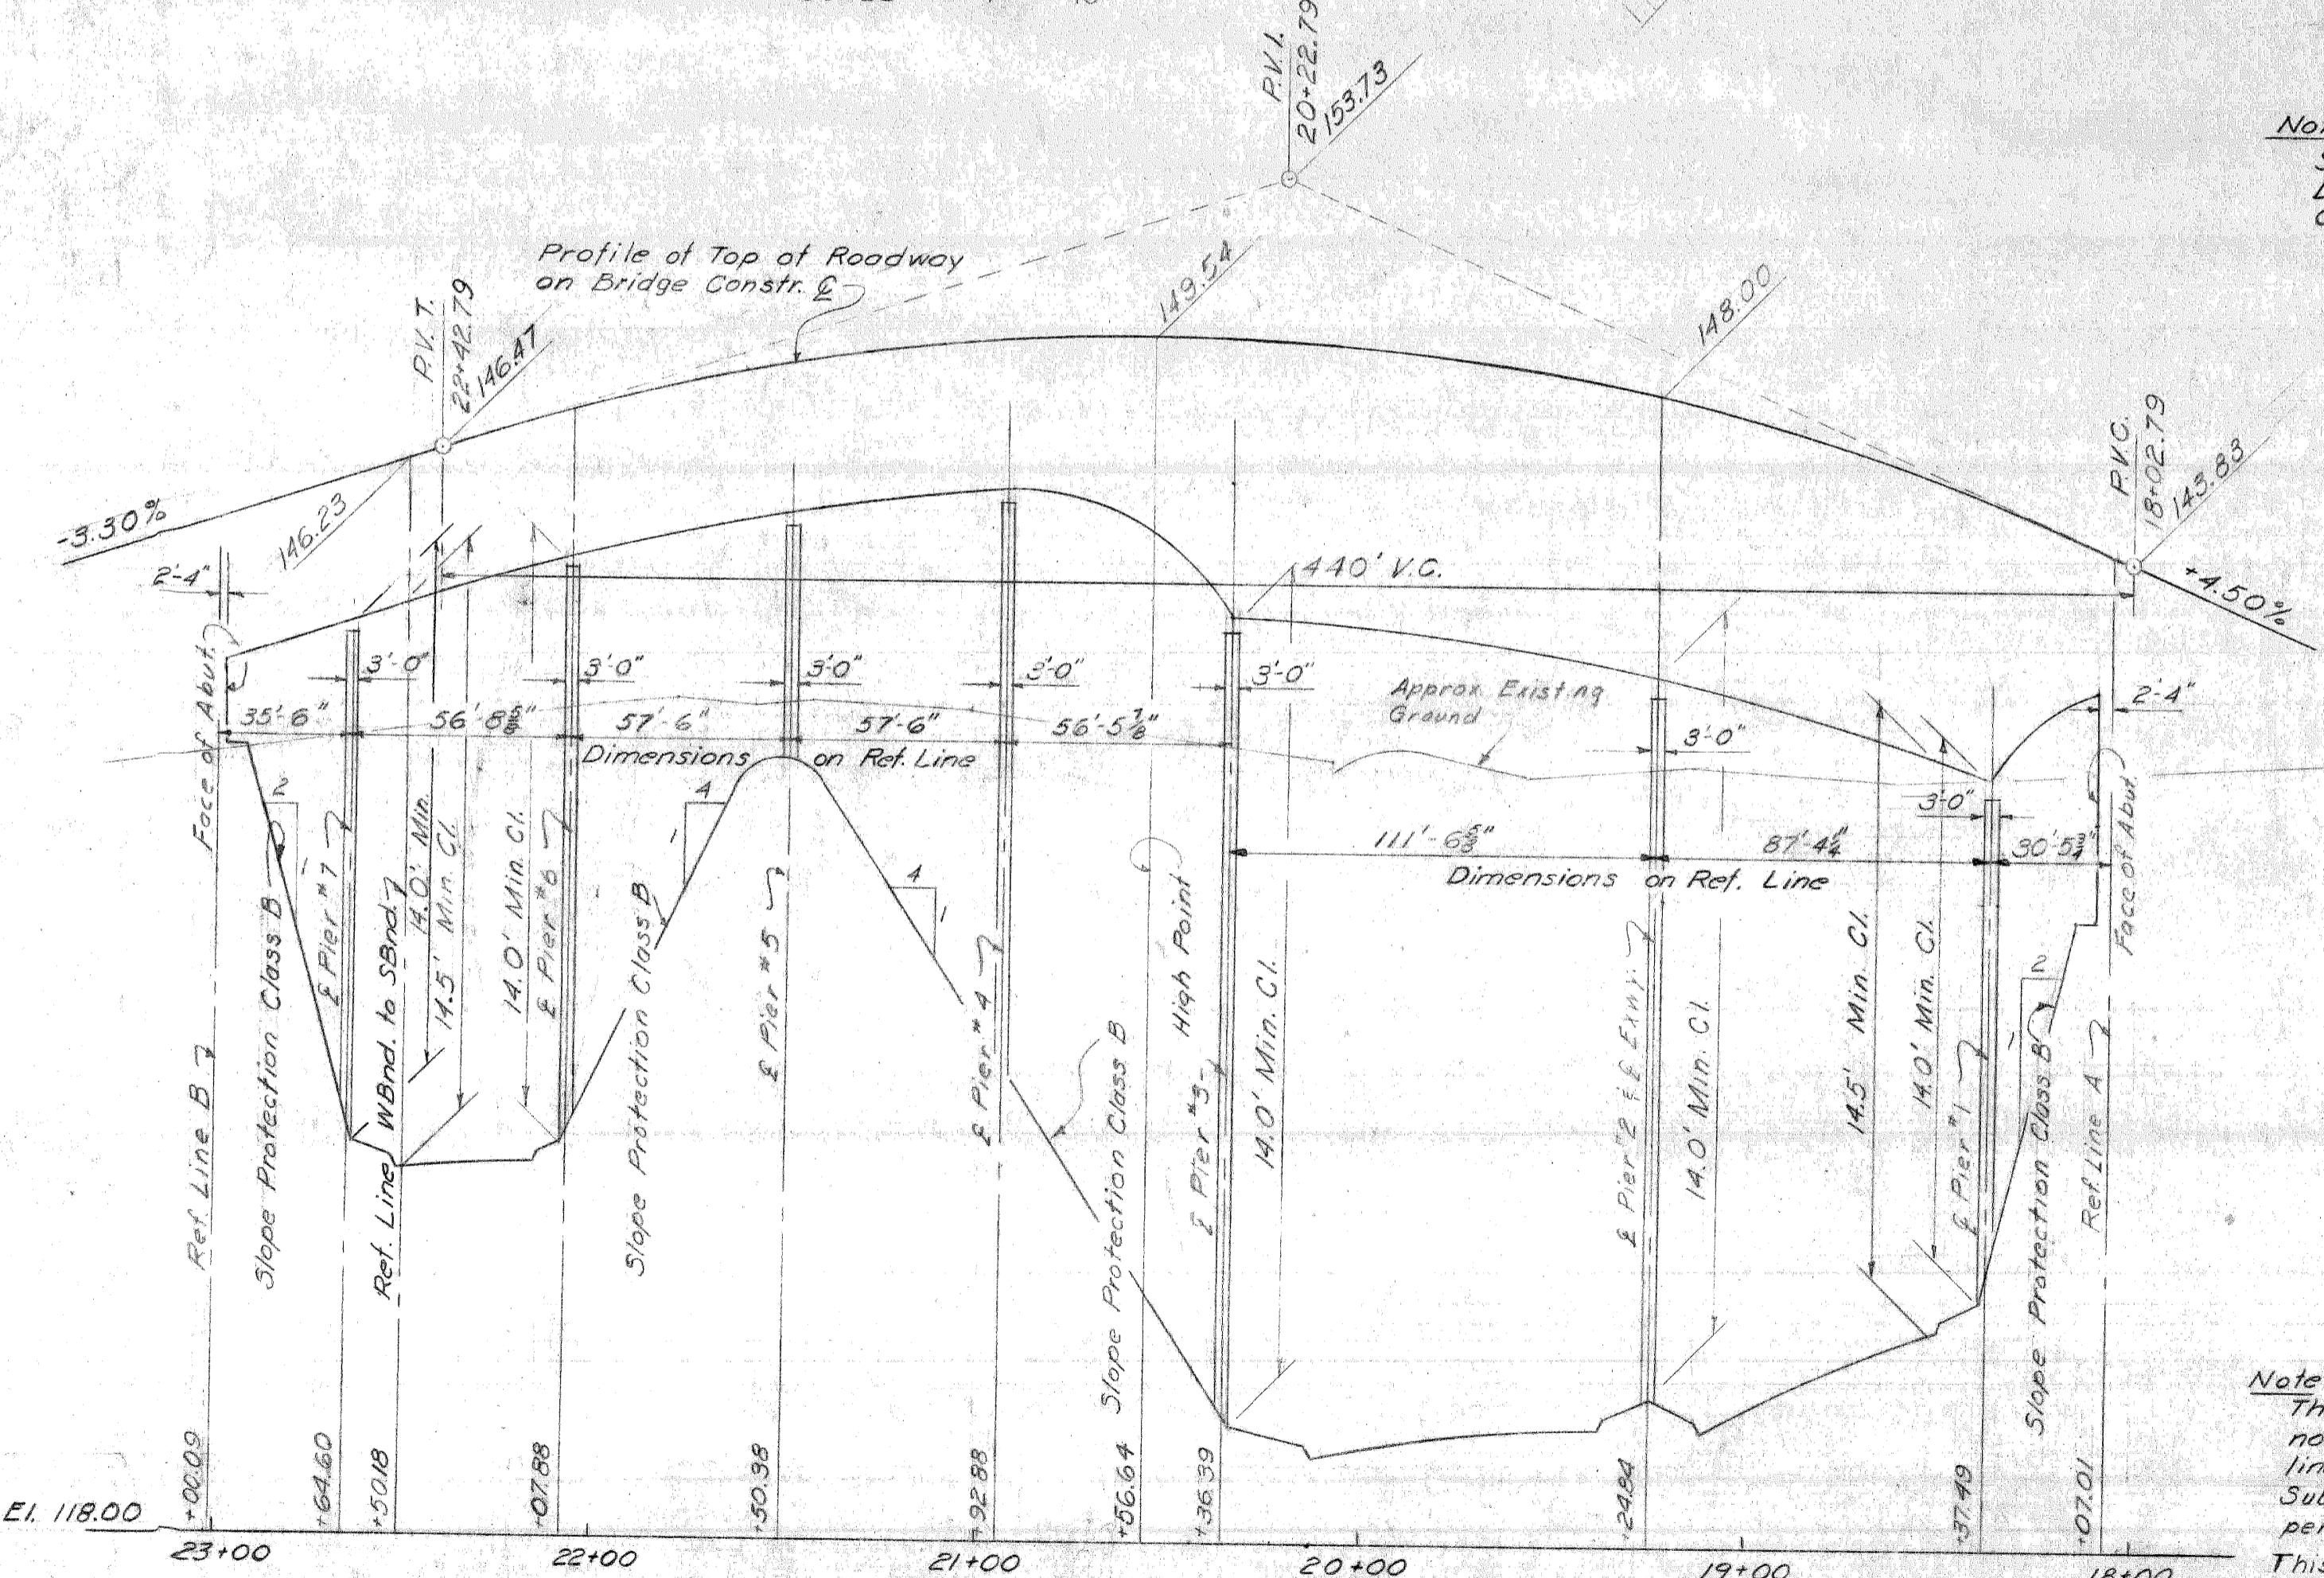 P.V.I.
20+22.79
153.73
Profile of Top of Roadway
on Bridge Constr. ℄
P.V.T.
22+42.79
146.47
149.54
148.00
P.V.C.
18+02.79
143.83
-3.30%
146.23
+4.50%
440' V.C.
2'-4"
3'-0"
3'-0"
3'-0"
3'-0"
3'-0"
3'-0"
3'-0"
2'-4"
35'-6"
56'-8⅝"
57'-6"
57'-6"
56'-5⅞"
Dimensions on Ref. Line
Approx. Existing
Ground
111'-6⅝"
87'-4¼"
30'-5¾"
Dimensions on Ref. Line
Face of Abut.
Ref. Line B
2
1
Slope Protection Class B
℄ Pier #7
Ref. Line WBnd. to SBnd.
14.0' Min.
14.5' Min. Cl.
14.0' Min. Cl.
℄ Pier #6
4
1
Slope Protection Class B
℄ Pier #5
4
1
℄ Pier #4
Slope Protection Class B
High Point
℄ Pier #3
14.0' Min. Cl.
℄ Pier #2 & ℄ Exwy.
14.0' Min. Cl.
14.5' Min. Cl.
14.0' Min. Cl.
℄ Pier #1
2
1
Slope Protection Class B
Ref. Line A
Face of Abut.
El. 118.00
+00.09
+64.60
+50.18
+07.88
+50.38
+92.88
+56.64
+36.39
+24.84
+37.49
+07.01
23+00
22+00
21+00
20+00
19+00
18+00
Note
This